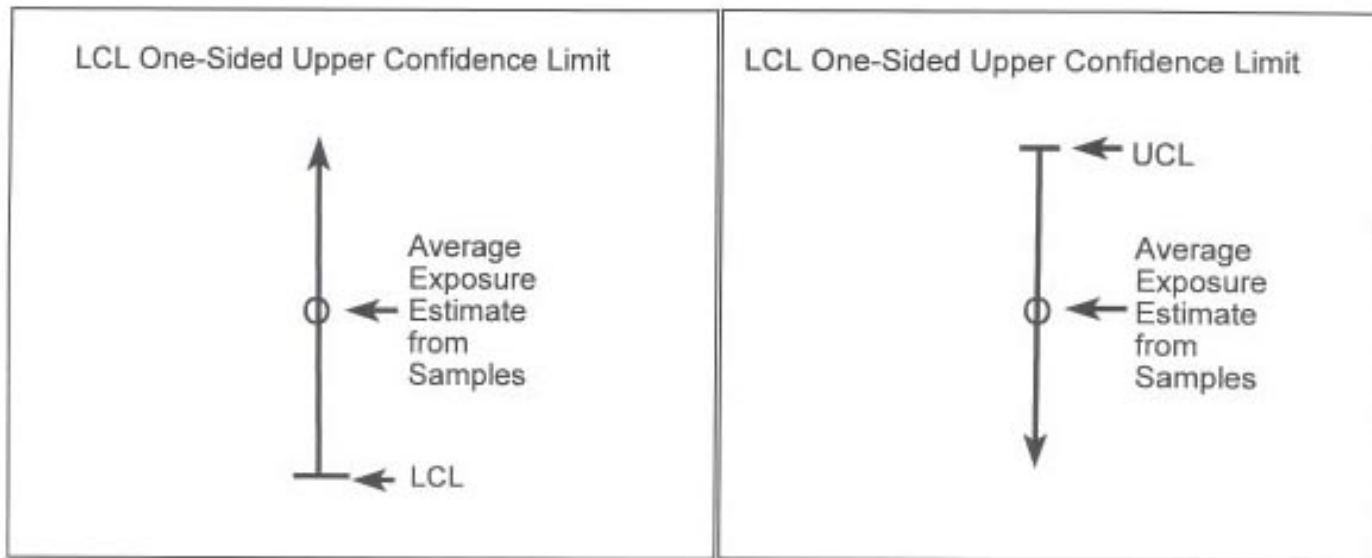 LCL One-Sided Upper Confidence Limit
Average
Exposure
Estimate
from
Samples
LCL
LCL One-Sided Upper Confidence Limit
UCL
Average
Exposure
Estimate
from
Samples